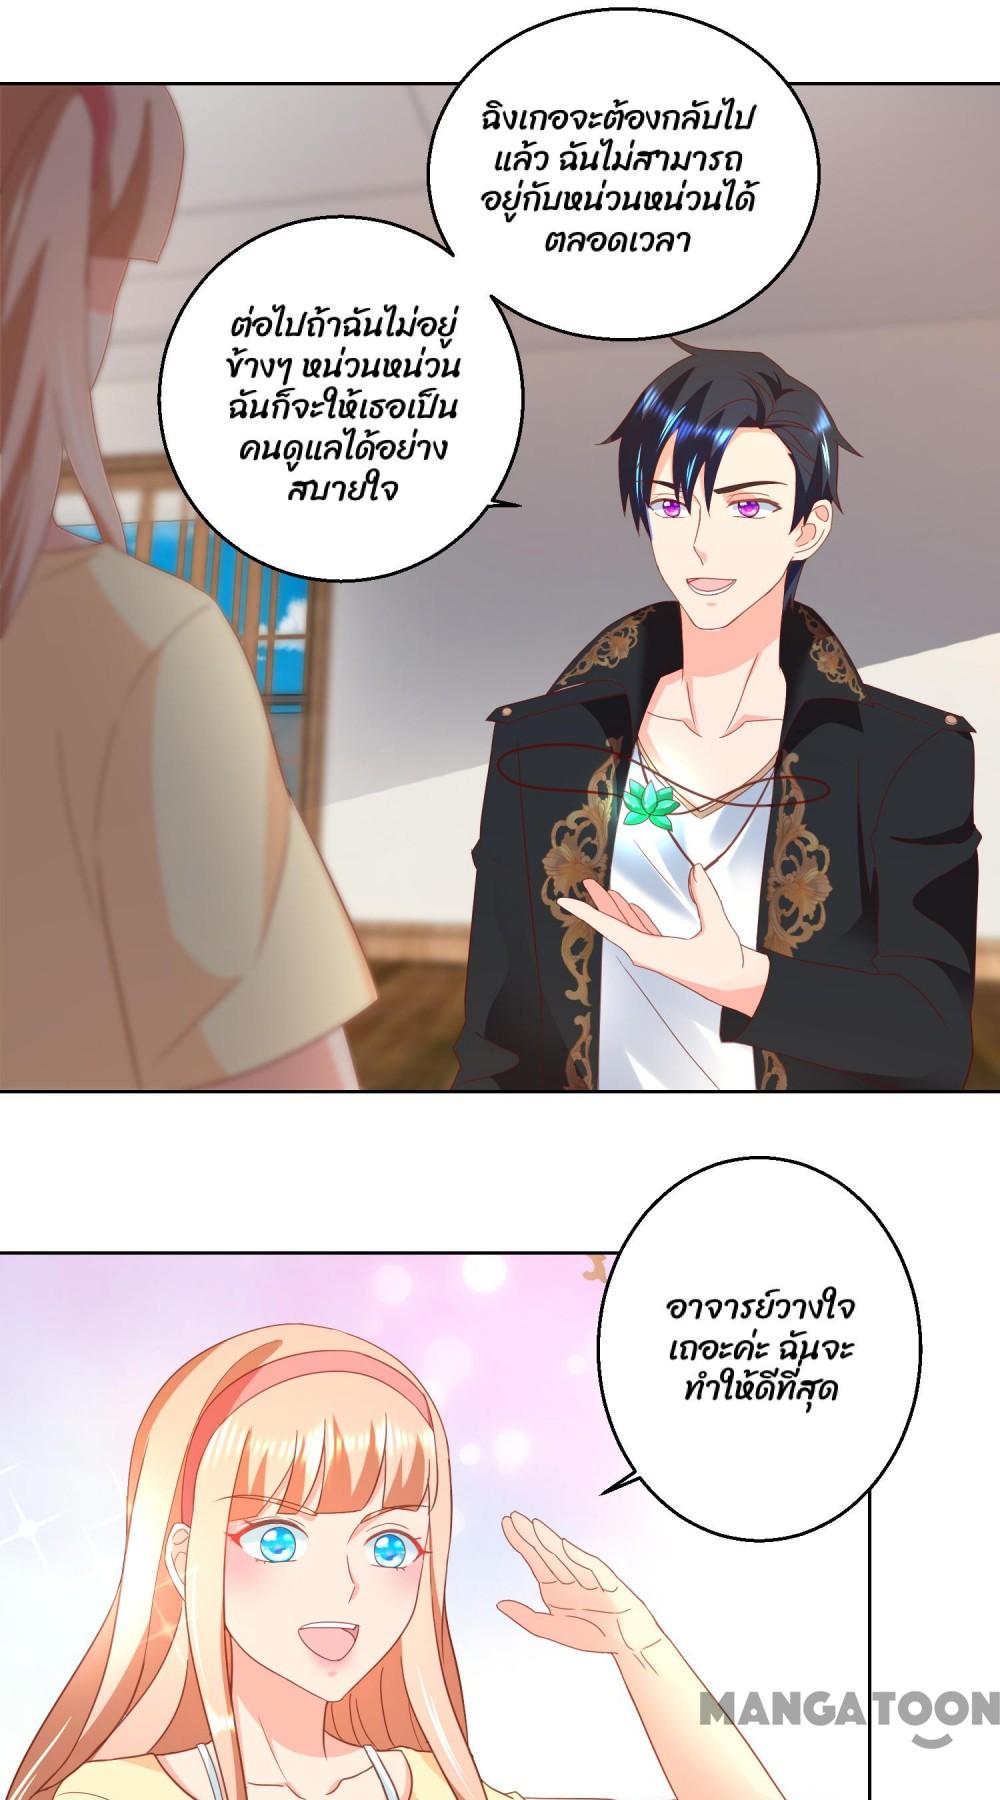 ฉิงเกอจะต้องกลับไป
แล้ว ฉันไม่สามารถ
อยู่กับหน่วนหน่วนได้
ตลอดเวลา
ต่อไปถ้าฉันไม่อยู่
ข้างๆ หน่วนหน่วน
ฉันก็จะให้เธอเป็น
คนดูแลได้อย่าง
สบายใจ
อาจารย์วางใจ
เถอะค่ะ ฉันจะ
ทำให้ดีที่สุด
MANGATOON